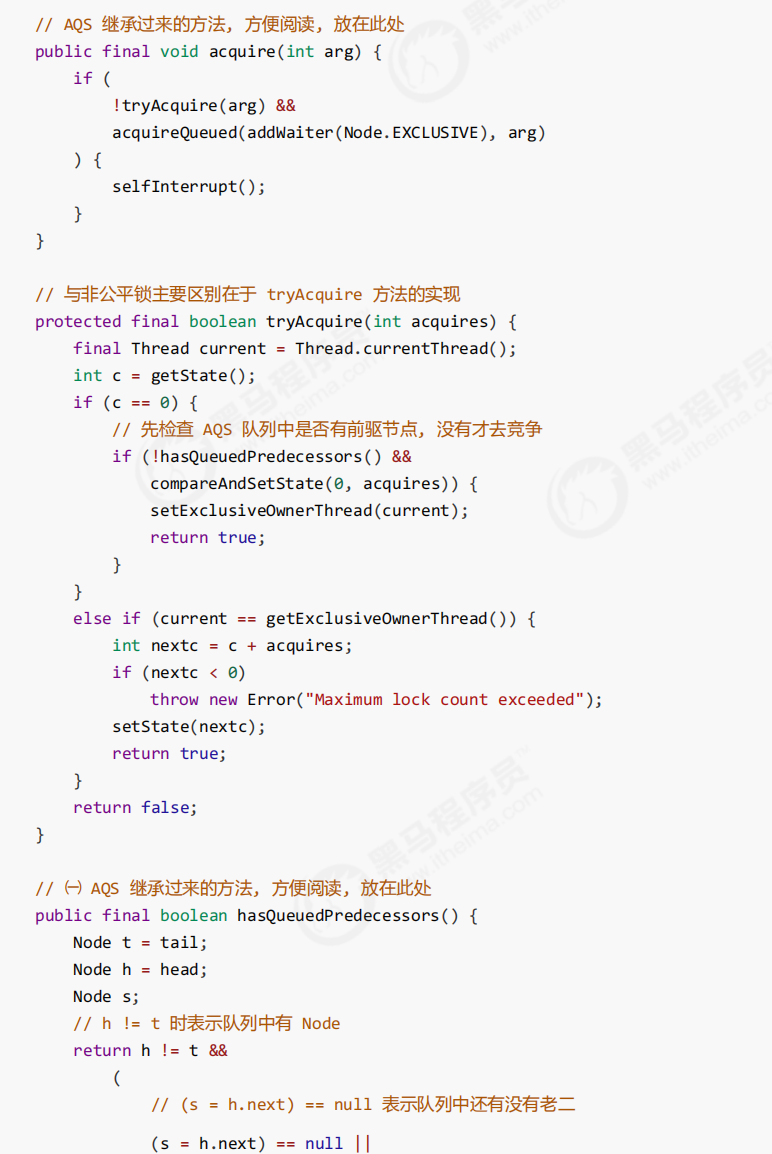 // AQS 继承过来的方法, 方便阅读, 放在此处
public final void acquire(int arg) {
    if (
        !tryAcquire(arg) &&
        acquireQueued(addWaiter(Node.EXCLUSIVE), arg)
    ) {
        selfInterrupt();
    }
}

// 与非公平锁主要区别在于 tryAcquire 方法的实现
protected final boolean tryAcquire(int acquires) {
    final Thread current = Thread.currentThread();
    int c = getState();
    if (c == 0) {
        // 先检查 AQS 队列中是否有前驱节点, 没有才去竞争
        if (!hasQueuedPredecessors() &&
            compareAndSetState(0, acquires)) {
            setExclusiveOwnerThread(current);
            return true;
        }
    }
    else if (current == getExclusiveOwnerThread()) {
        int nextc = c + acquires;
        if (nextc < 0)
            throw new Error("Maximum lock count exceeded");
        setState(nextc);
        return true;
    }
    return false;
}

// ㈠ AQS 继承过来的方法, 方便阅读, 放在此处
public final boolean hasQueuedPredecessors() {
    Node t = tail;
    Node h = head;
    Node s;
    // h != t 时表示队列中有 Node
    return h != t &&
        (
            // (s = h.next) == null 表示队列中还有没有老二
            (s = h.next) == null ||
黑马程序员
www.itheima.com